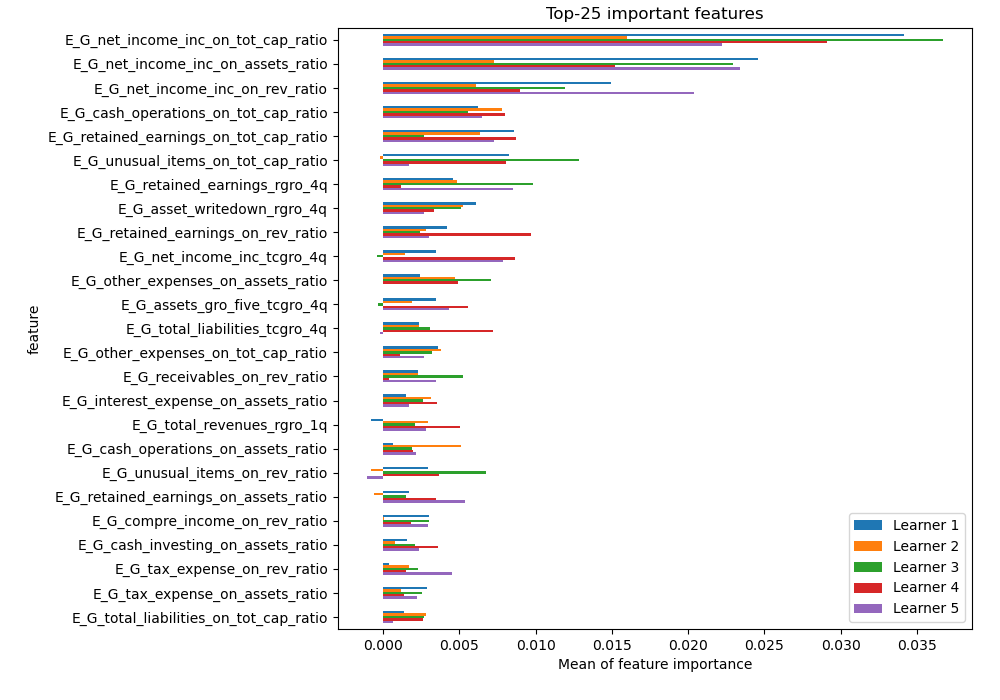 Top-25 important features
E_G_net_income_inc_on_tot_cap_ratio
E_G_net_income_inc_on_assets_ratio
E_G_net_income_inc_on_rev_ratio
E_G_cash_operations_on_tot_cap_ratio
E_G_retained_earnings_on_tot_cap_ratio
E_G_unusual_items_on_tot_cap_ratio
E_G_retained_earnings_rgro_4q
E_G_asset_writedown_rgro_4q
E_G_retained_earnings_on_rev_ratio
E_G_net_income_inc_tcgro_4q
E_G_other_expenses_on_assets_ratio
E_G_assets_gro_five_tcgro_4q
E_G_total_liabilities_tcgro_4q
E_G_other_expenses_on_tot_cap_ratio
E_G_receivables_on_rev_ratio
E_G_interest_expense_on_assets_ratio
E_G_total_revenues_rgro_1q
E_G_cash_operations_on_assets_ratio
E_G_unusual_items_on_rev_ratio
E_G_retained_earnings_on_assets_ratio
E_G_compre_income_on_rev_ratio
E_G_cash_investing_on_assets_ratio
E_G_tax_expense_on_rev_ratio
E_G_tax_expense_on_assets_ratio
E_G_total_liabilities_on_tot_cap_ratio
feature
Learner 1
Learner 2
Learner 3
Learner 4
Learner 5
0.000 0.005 0.010 0.015 0.020 0.025 0.030 0.035
Mean of feature importance